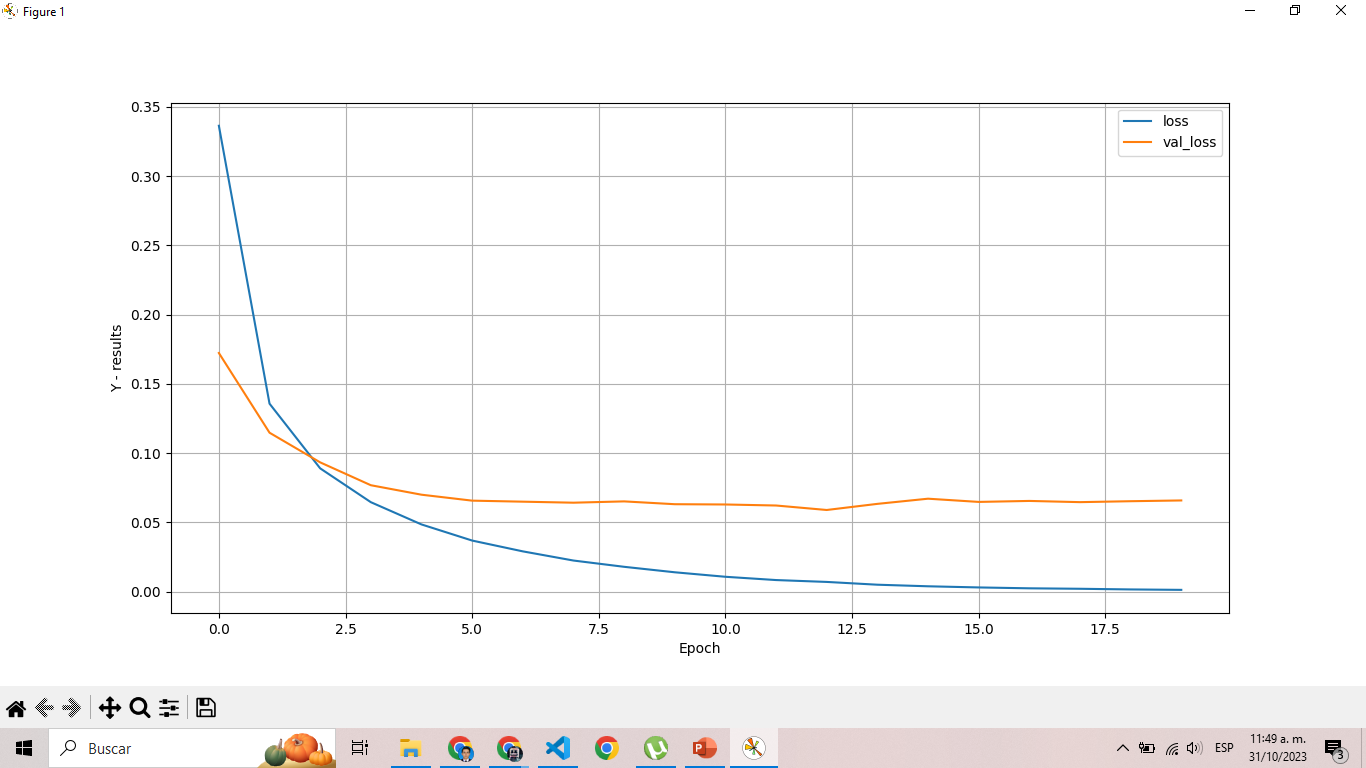 Figure 1
0.35
0.30
0.25
0.20
0.15
0.10
0.05
0.00
Y - results
loss
val_loss
0.0 2.5 5.0 7.5 10.0 12.5 15.0 17.5
Epoch
Buscar
ESP
11:49 a. m.
31/10/2023
3